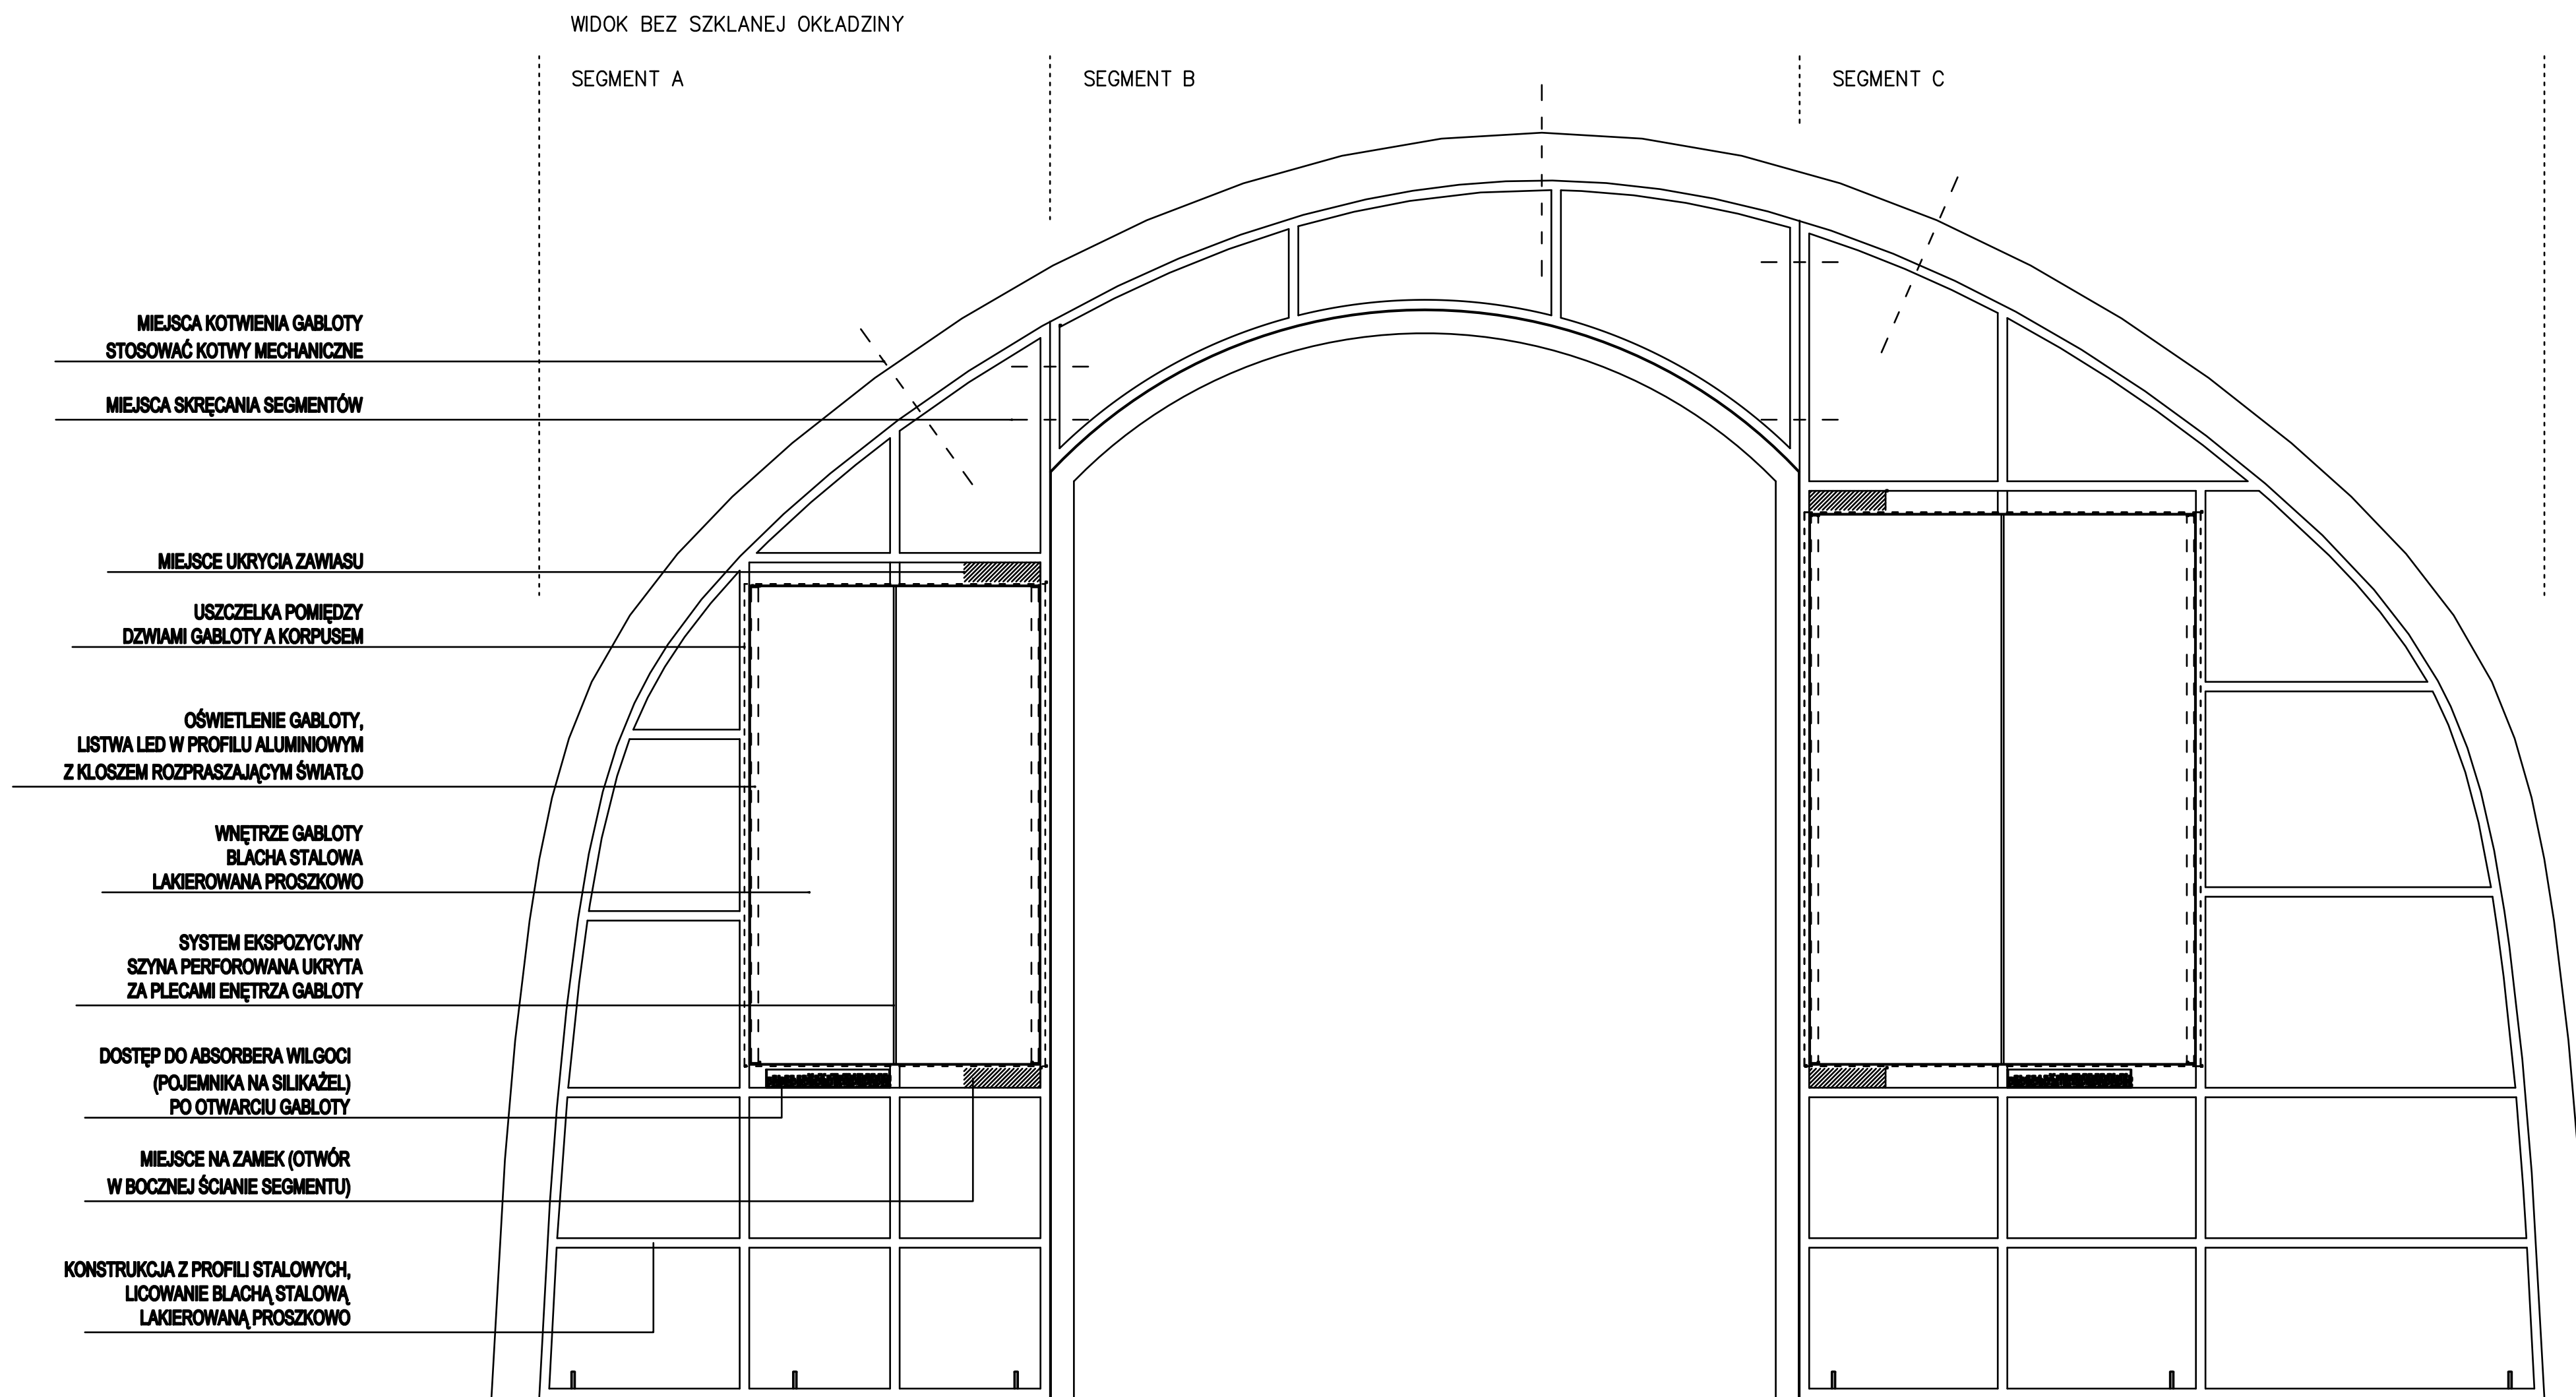 WIDOK BEZ SZKLANEJ OKŁADZINY
SEGMENT A
SEGMENT B
SEGMENT C
MIEJSCA KOTWIENIA GABLOTY
STOSOWAĆ KOTWY MECHANICZNE
MIEJSCA SKRĘCANIA SEGMENTÓW
MIEJSCE UKRYCIA ZAWIASU
USZCZELKA POMIĘDZY
DZWIAMI GABLOTY A KORPUSEM
OŚWIETLENIE GABLOTY,
LISTWA LED W PROFILU ALUMINIOWYM
Z KLOSZEM ROZPRASZAJĄCYM ŚWIATŁO
WNĘTRZE GABLOTY
BLACHA STALOWA
LAKIEROWANA PROSZKOWO
SYSTEM EKSPOZYCYJNY
SZYNA PERFOROWANA UKRYTA
ZA PLECAMI ENĘTRZA GABLOTY
DOSTĘP DO ABSORBERA WILGOCI
(POJEMNIKA NA SILIKAŻEL)
PO OTWARCIU GABLOTY
MIEJSCE NA ZAMEK (OTWÓR
W BOCZNEJ ŚCIANIE SEGMENTU)
KONSTRUKCJA Z PROFILI STALOWYCH,
LICOWANIE BLACHĄ STALOWĄ
LAKIEROWANĄ PROSZKOWO